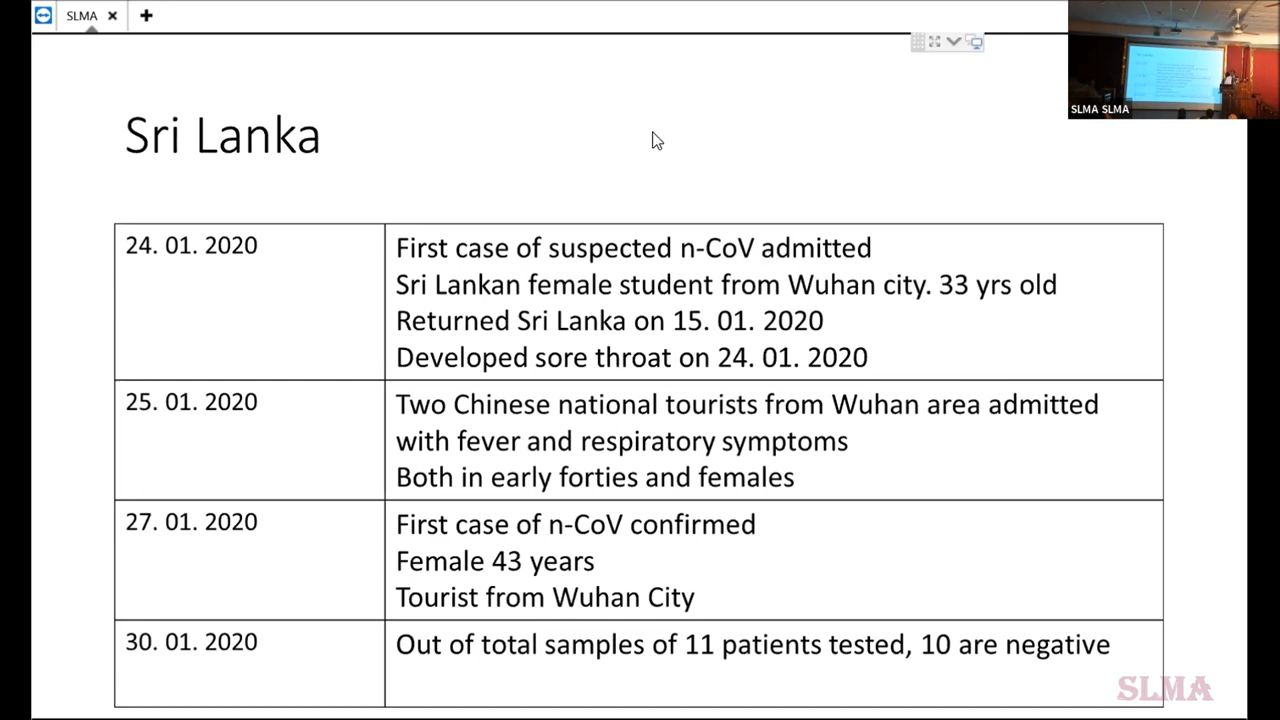 SLMA
SLMA SLMA
Sri Lanka
24. 01. 2020
First case of suspected n-CoV admitted
Sri Lankan female student from Wuhan city. 33 yrs old
Returned Sri Lanka on 15. 01. 2020
Developed sore throat on 24. 01. 2020
25. 01. 2020
Two Chinese national tourists from Wuhan area admitted
with fever and respiratory symptoms
Both in early forties and females
27. 01. 2020
First case of n-CoV confirmed
Female 43 years
Tourist from Wuhan City
30. 01. 2020
Out of total samples of 11 patients tested, 10 are negative
SLMA